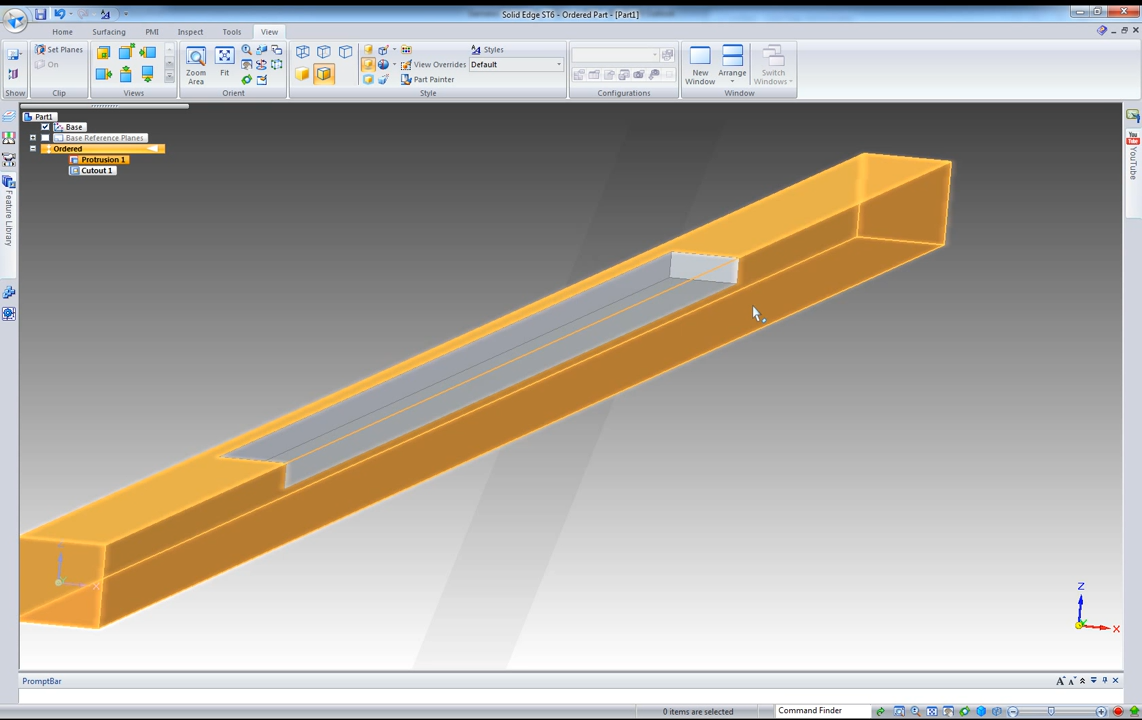 Solid Edge ST6 - Ordered Part - [Part1]
Home Surfacing PMI Inspect Tools View
Set Planes
On
Show Clip Views
Zoom Area
Fit
Orient
View Overrides
Part Painter
Styles
Default
Style
Configurations
New Window
Arrange
Switch Windows
Window
Part1
Base
Base Reference Planes
Ordered
Protrusion 1
Cutout 1
Feature Library
You Tube
YouTube
Z
X
PromptBar
0 items are selected
Command Finder